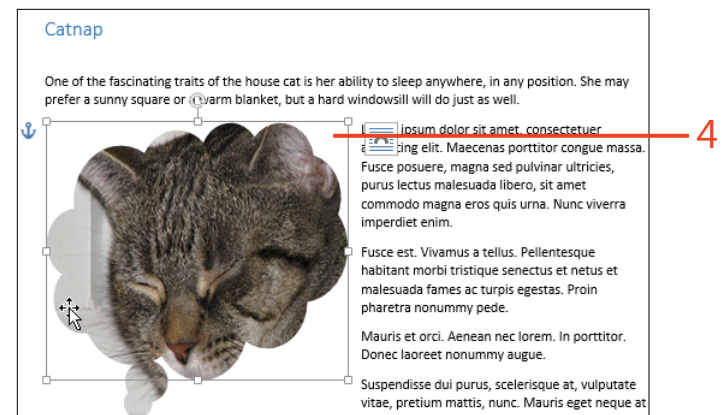 Catnap
One of the fascinating traits of the house cat is her ability to sleep anywhere, in any position. She may
prefer a sunny square or warm blanket, but a hard windowsill will do just as well.
ipsum dolor sit amet, consectetuer
elit. Maecenas porttitor congue massa.
Fusce posuere, magna sed pulvinar ultricies,
purus lectus malesuada libero, sit amet
commodo magna eros quis urna. Nunc viverra
imperdiet enim.
Fusce est. Vivamus a tellus. Pellentesque
habitant morbi tristique senectus et netus et
malesuada fames ac turpis egestas. Proin
pharetra nonummy pede.
Mauris et orci. Aenean nec lorem. In porttitor.
Donec laoreet nonummy augue.
Suspendisse dui purus, scelerisque at, vulputate
vitae, pretium mattis, nunc. Mauris eget neque at
4